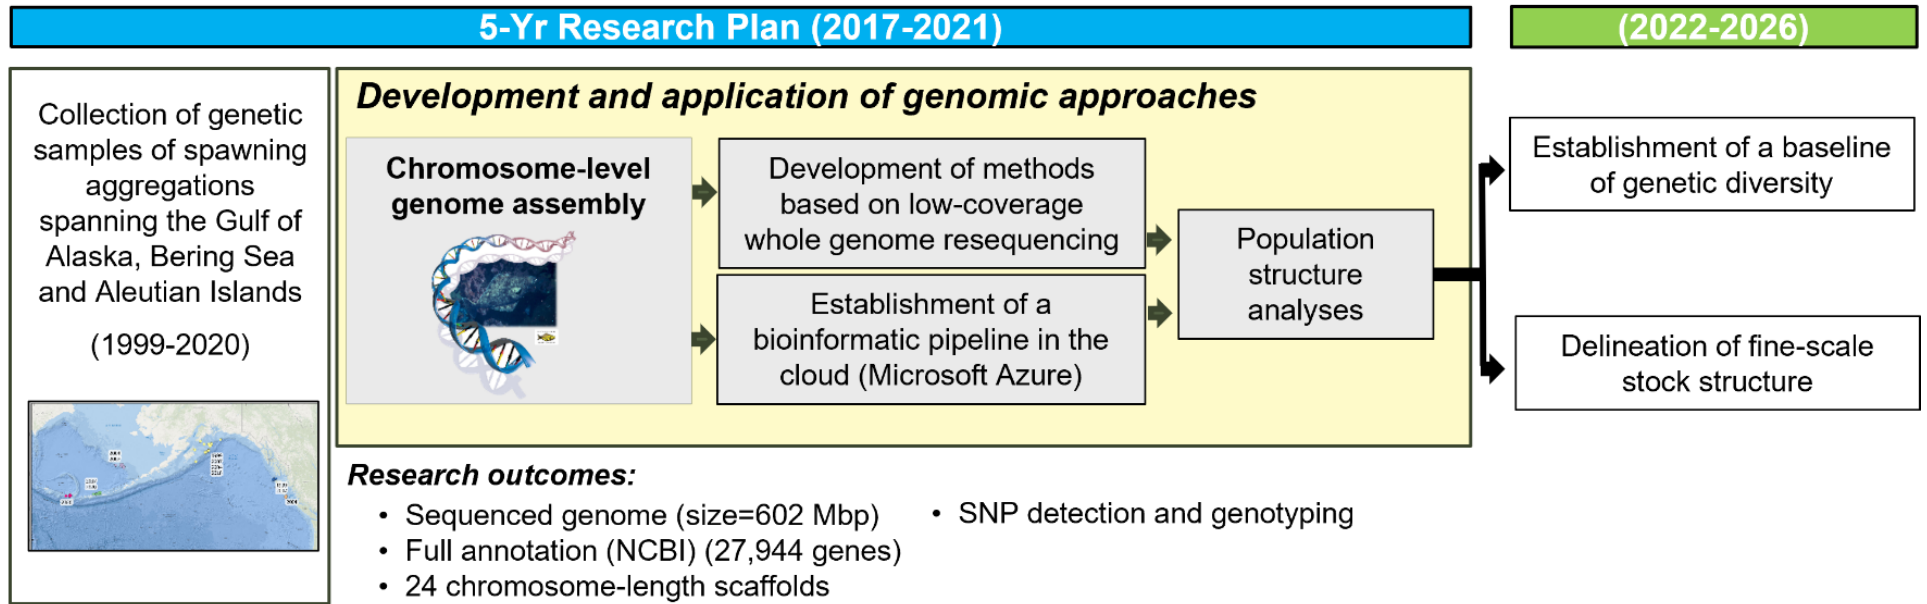 5-Yr Research Plan (2017-2021)
(2022-2026)
Collection of genetic
samples of spawning
aggregations
spanning the Gulf of
Alaska, Bering Sea
and Aleutian Islands
(1999-2020)
Development and application of genomic approaches
Chromosome-level
genome assembly
Development of methods
based on low-coverage
whole genome resequencing
Establishment of a
bioinformatic pipeline in the
cloud (Microsoft Azure)
Population
structure
analyses
Establishment of a baseline
of genetic diversity
Delineation of fine-scale
stock structure
Research outcomes:
• Sequenced genome (size=602 Mbp)
• Full annotation (NCBI) (27,944 genes)
• 24 chromosome-length scaffolds
• SNP detection and genotyping